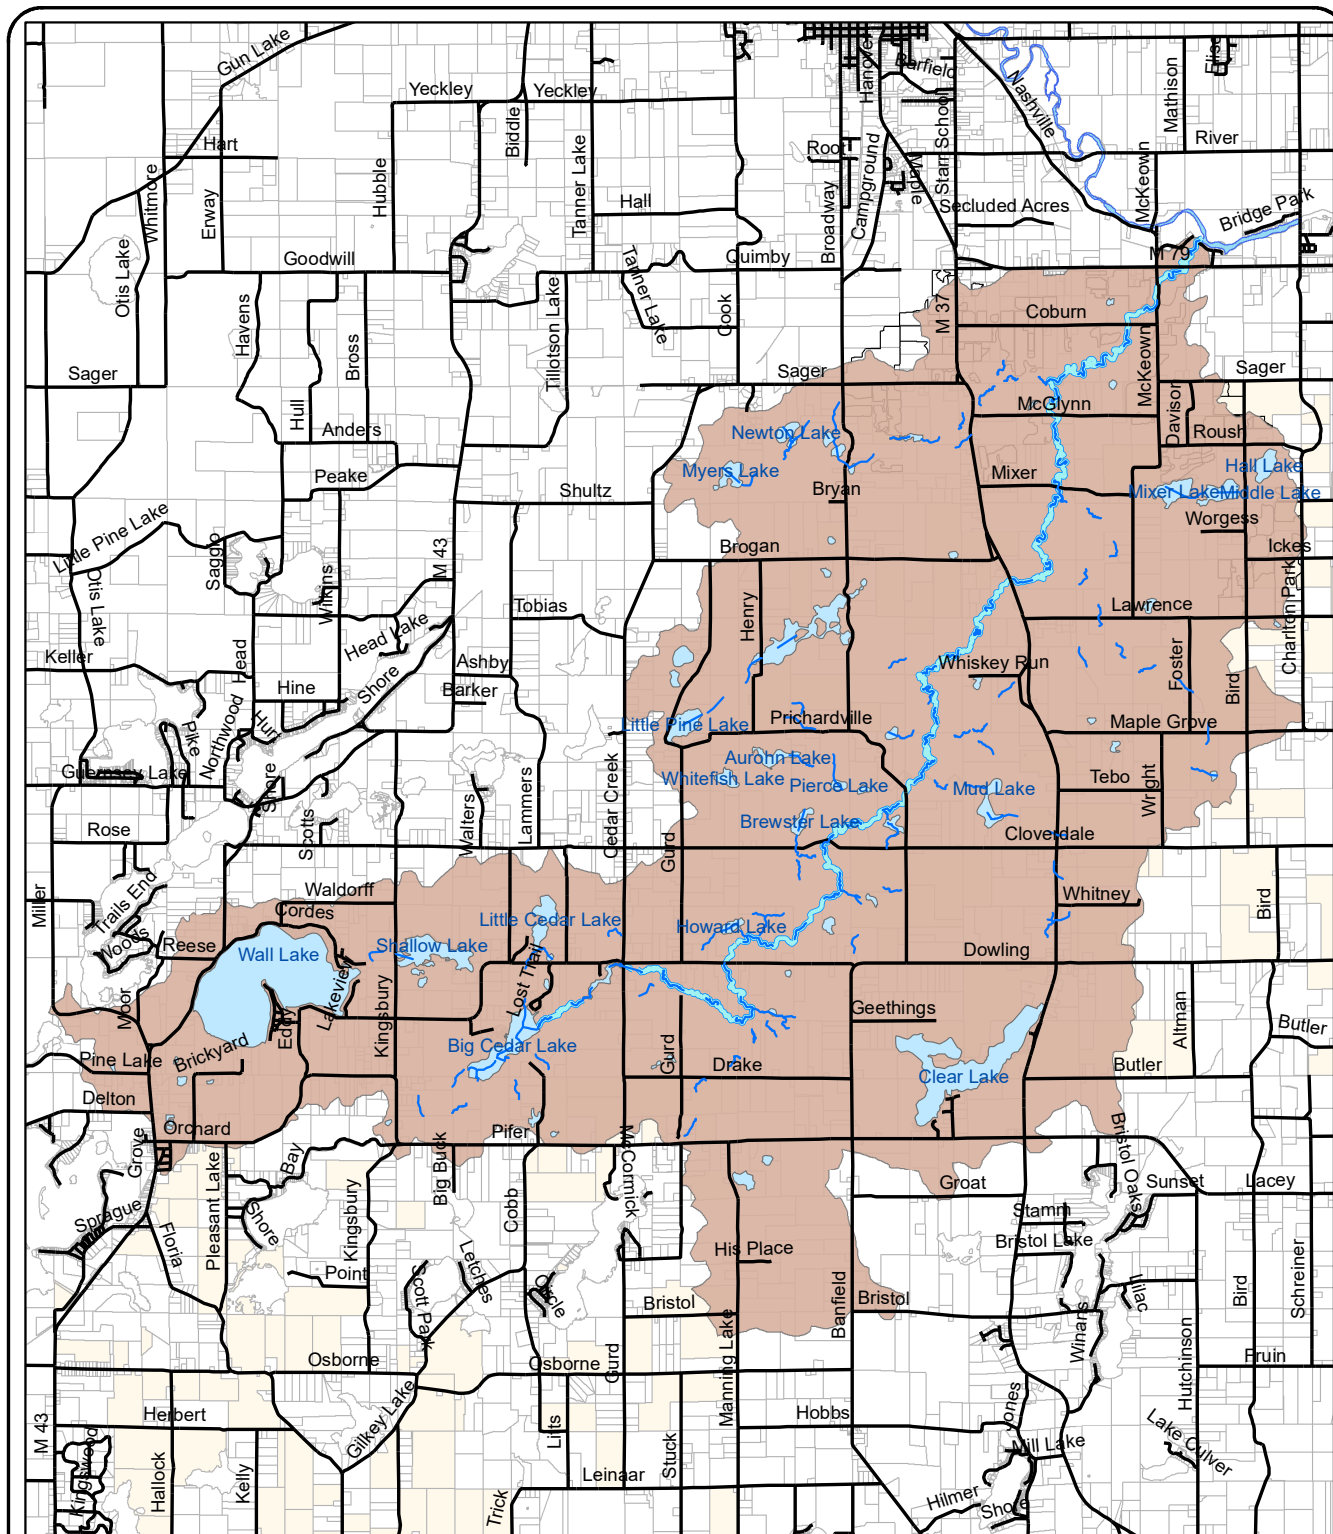 Gun Lake
Barfield
Hanover
Nashville
Mathison
Yeckley
Yeckley
Biddle
Starr School
River
Hart
Tanner Lake
Root
Maple
Campground
McKeown
Whitmore
Erway
Hubble
Hall
Broadway
Secluded Acres
Bridge Park
Otis Lake
Goodwill
Quimby
M 79
Tanner Lake
Havens
Bross
Tillotson Lake
Cook
M 37
Coburn
McKeown
Sager
Sager
Sager
Hull
McGlynn
Davison
Anders
Newton Lake
Roush
Peake
Myers Lake
Mixer
Hall Lake
Shultz
Bryan
Mixer Lake
Middle Lake
Little Pine Lake
Worgess
Saggio
M 43
Brogan
Ickes
Otis Lake
Wilkins
Tobias
Henry
Lawrence
Charlton Park
Head Lake
Keller
Head
Ashby
Whiskey Run
Foster
Bird
Hine
Shore
Barker
Pike
Northwood
Hurt
Little Pine Lake
Prichardville
Maple Grove
Guernsey Lake
Shore
Cedar Creek
Aurohn Lake
Whitefish Lake
Pierce Lake
Mud Lake
Tebo
Wright
Rose
Scotts
Walters
Lammers
Gurd
Brewster Lake
Cloverdale
Miller
Trails End
Waldorff
Whitney
Bird
Cordes
Little Cedar Lake
Howard Lake
Woods
Reese
Wall Lake
Shallow Lake
Dowling
Lost Trail
Moor
Lakeview
Eddy
Kingsbury
Geethings
Altman
Butler
Pine Lake
Brickyard
Big Cedar Lake
Gurd
Drake
Clear Lake
Butler
Delton
Orchard
Pifer
McCormick
Bristol Oaks
Grove
Pleasant Lake
Bay
Big Buck
Groat
Sunset
Lacey
Sprague
Floria
Shore
Kingsbury
Cobb
Stamm
His Place
Bristol Lake
Point
Scott Park
Letches
Circle
Bristol
Banfield
Bristol
Lilac
Bird
Schreiner
Osborne
Osborne
Gurd
Manning Lake
Winans
Hutchinson
Fruin
M 43
Herbert
Gilkey Lake
Litts
Stuck
Hobbs
Jones
Mill Lake
Lake Culver
Kingswood
Hallock
Kelly
Leinaar
Trick
Hilmer
Shore